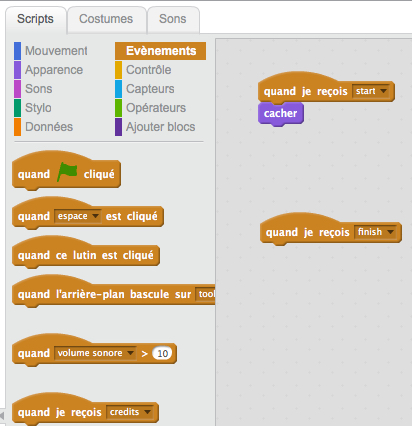 Scripts Costumes Sons
Mouvement Evènements
Apparence Contrôle
Sons Capteurs
Stylo Opérateurs
Données Ajouter blocs
quand cliqué
quand espace est cliqué
quand ce lutin est cliqué
quand l'arrière-plan bascule sur tool
quand volume sonore > 10
quand je reçois credits
quand je reçois start
cacher
quand je reçois finish